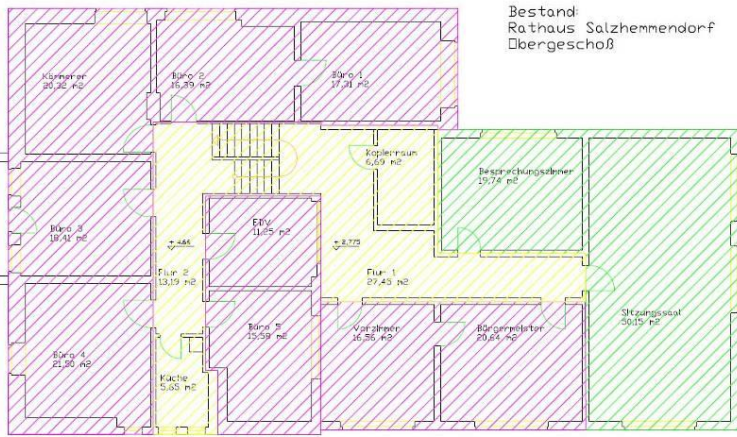 Bestand:
Rathaus Salzhemmendorf
Obergeschoß
Kämmerer
20,32 m2
Büro 2
16,39 m2
Büro 1
17,31 m2
Kopierraum
6,69 m2
Besprechungszimmer
19,74 m2
Büro 3
18,41 m2
EDV
11,25 m2
Flur 2
13,19 m2
Flur 1
27,45 m2
Sitzungssaal
50,15 m2
Büro 4
21,50 m2
Büro 5
15,58 m2
Vorzimmer
16,56 m2
Bürgermeister
20,64 m2
Küche
5,65 m2
+ 2,775